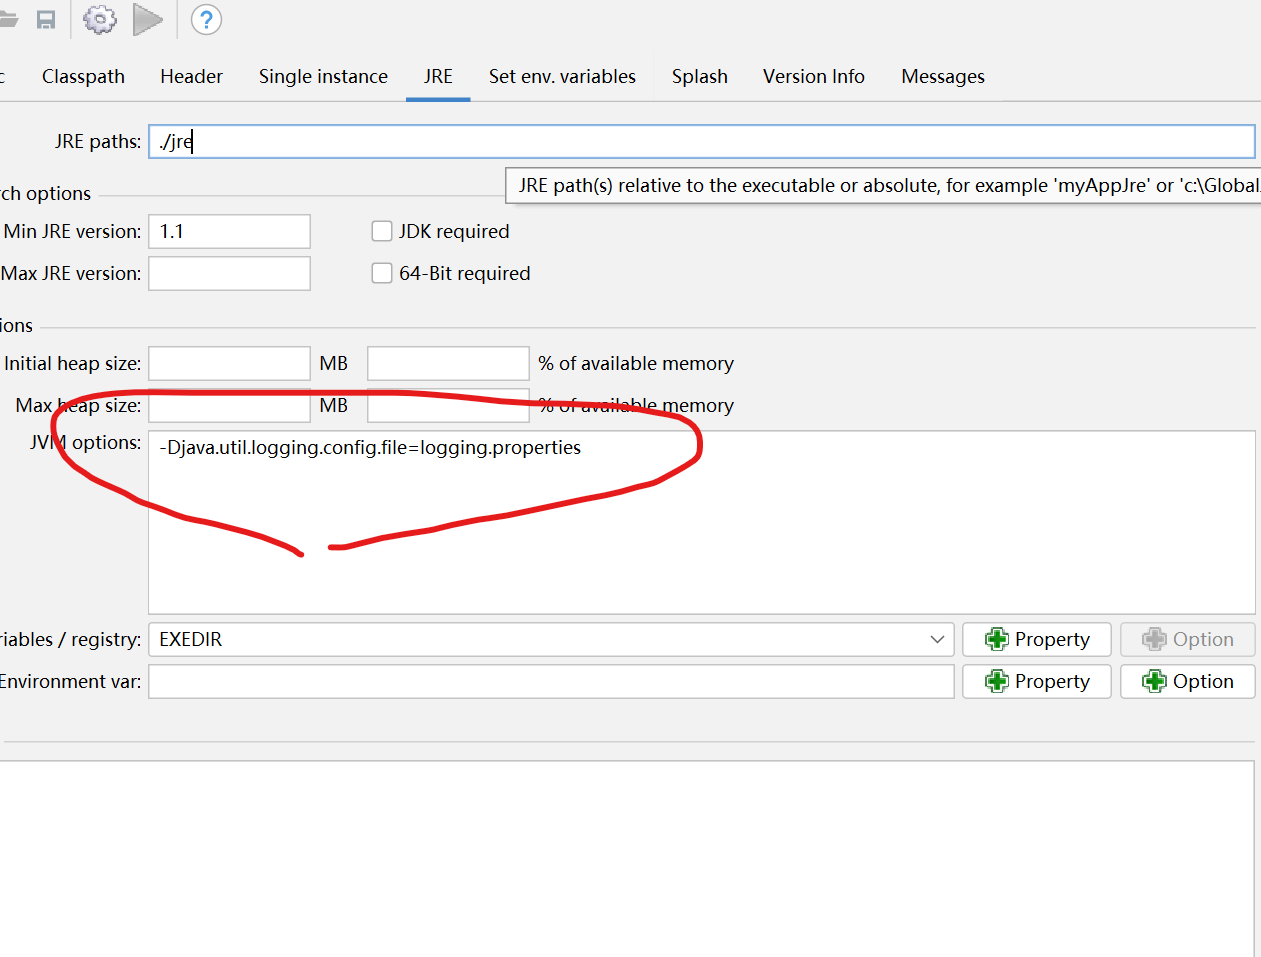 ?
c Classpath Header Single instance JRE Set env. variables Splash Version Info Messages
JRE paths: ./jre
JRE path(s) relative to the executable or absolute, for example 'myAppJre' or 'c:\Global
rch options
Min JRE version: 1.1 JDK required
Max JRE version: 64-Bit required
ions
Initial heap size: MB % of available memory
Max heap size: MB % of available memory
JVM options: -Djava.util.logging.config.file=logging.properties
riables / registry: EXEDIR Property Option
Environment var: Property Option